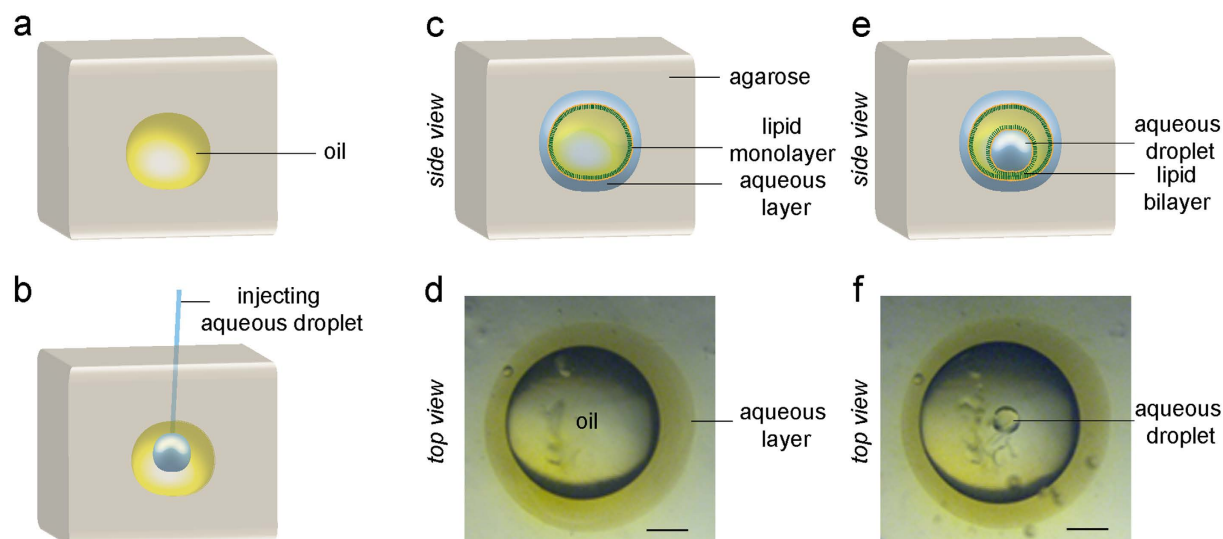 a
oil
b
injecting
aqueous droplet
c
side view
agarose
lipid
monolayer
aqueous
layer
d
top view
oil
aqueous
layer
e
side view
aqueous
droplet
lipid
bilayer
f
top view
aqueous
droplet